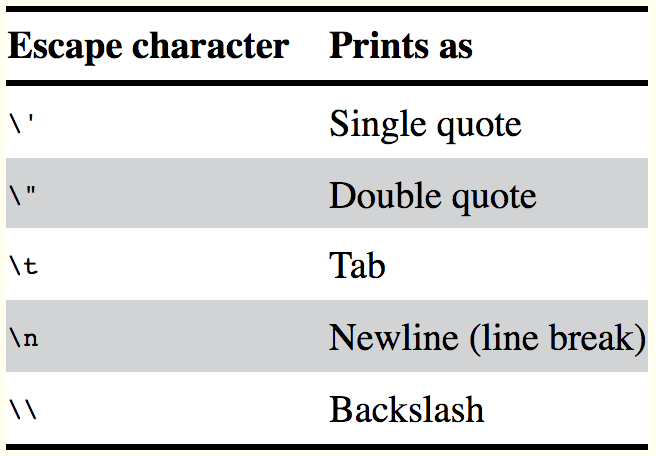 Escape character Prints as
\' Single quote
\" Double quote
\t Tab
\n Newline (line break)
\\ Backslash